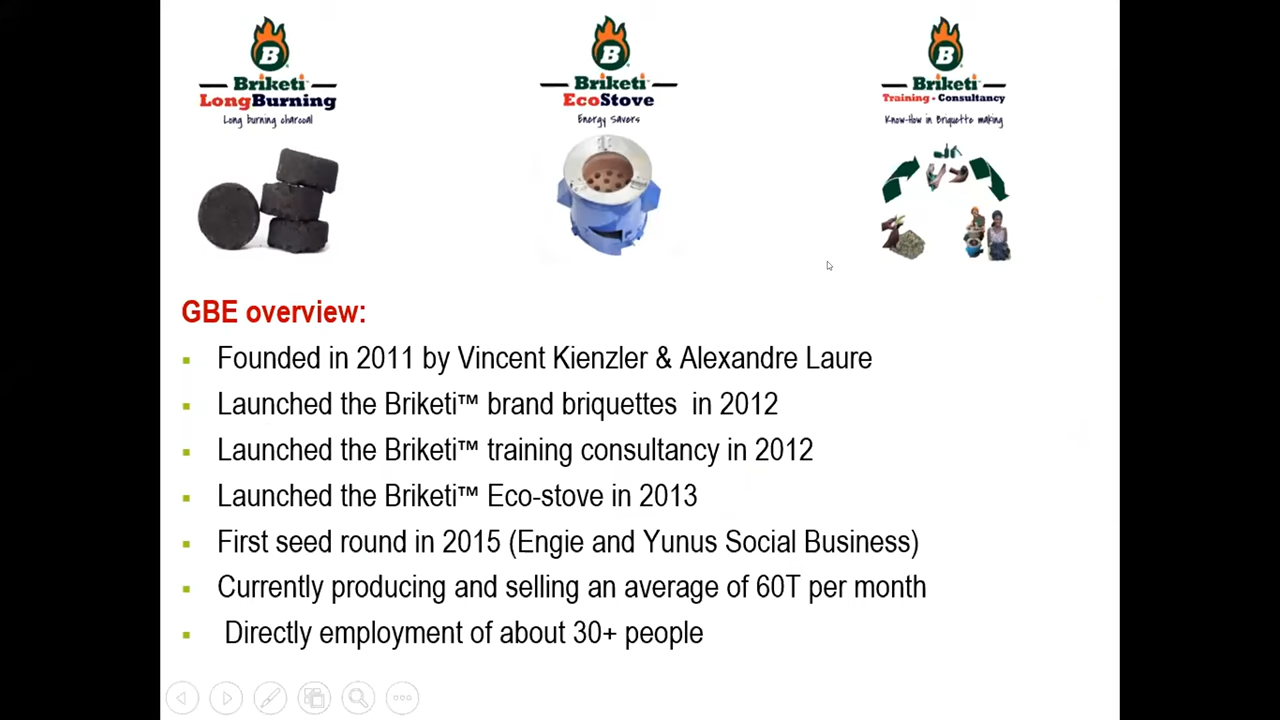 B
Briketi™
LongBurning
Long burning charcoal
B
Briketi™
EcoStove
Energy Savers
B
Briketi™
Training - Consultancy
Know-How in Briquette making
GBE overview:
Founded in 2011 by Vincent Kienzler & Alexandre Laure
Launched the Briketi™ brand briquettes in 2012
Launched the Briketi™ training consultancy in 2012
Launched the Briketi™ Eco-stove in 2013
First seed round in 2015 (Engie and Yunus Social Business)
Currently producing and selling an average of 60T per month
Directly employment of about 30+ people